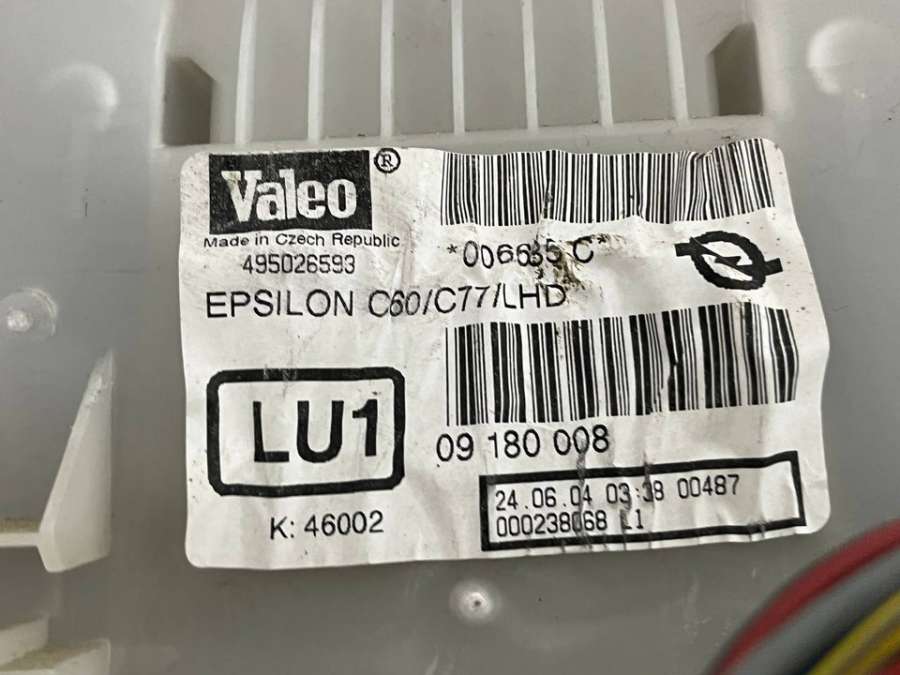 Valeo ®
Made in Czech Republic
495026593
*006635 C*
EPSILON C60/C77/LHD
LU1
09 180 008
K: 46002
24.06.04 03:38 00487
000238068 L1